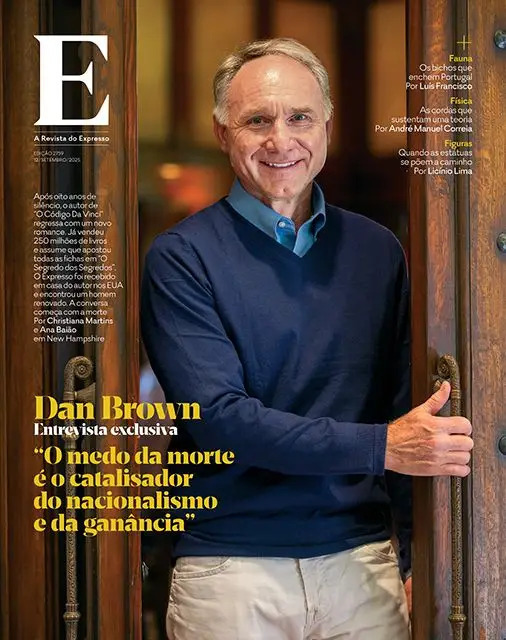 E
A Revista do Expresso
EDIÇÃO 2759
12/SETEMBRO/2025
Após oito anos de
silêncio, o autor de
“O Código Da Vinci”
regressa com um novo
romance. Já vendeu
250 milhões de livros
e assume que apostou
todas as fichas em “O
Segredo dos Segredos”.
O Expresso foi recebido
em casa do autor nos EUA
e encontrou um homem
renovado. A conversa
começa com a morte
Por Christiana Martins
e Ana Baião
em New Hampshire
Dan Brown
Entrevista exclusiva
“O medo da morte
é o catalisador
do nacionalismo
e da ganância”
+
Fauna
Os bichos que
enchem Portugal
Por Luís Francisco
Física
As cordas que
sustentam uma teoria
Por André Manuel Correia
Figuras
Quando as estátuas
se põem a caminho
Por Licínio Lima